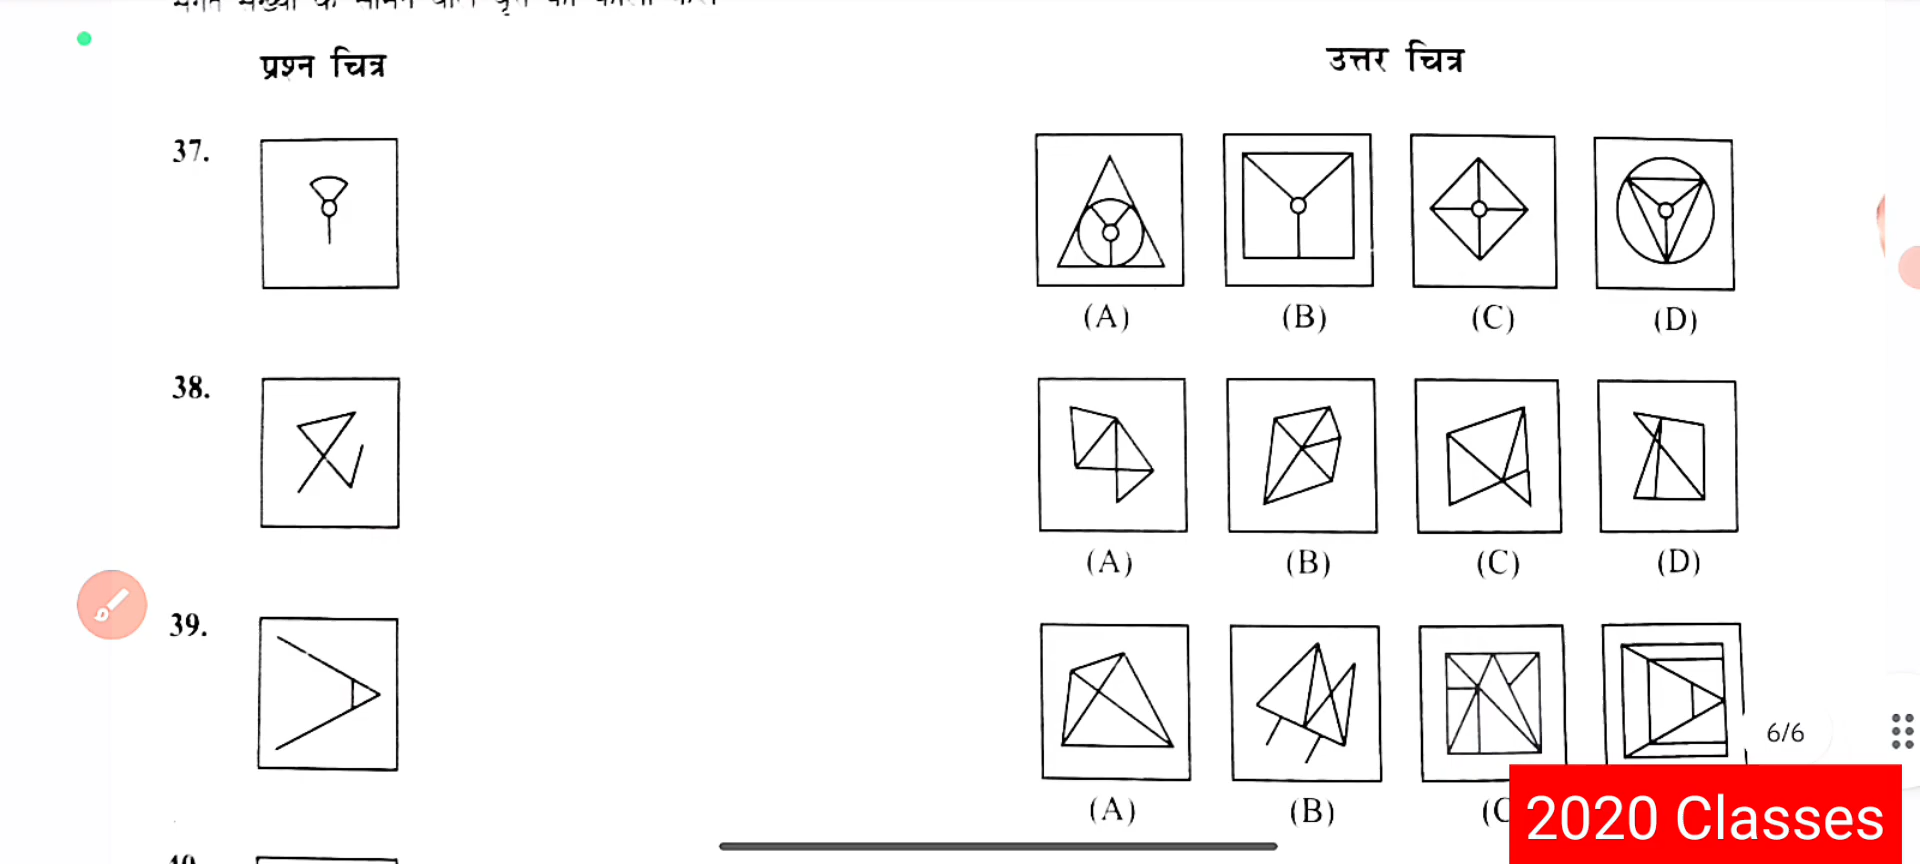 प्रश्न चित्र
उत्तर चित्र
37.
(A) (B) (C) (D)
38.
(A) (B) (C) (D)
39.
6/6
(A) (B)
2020 Classes